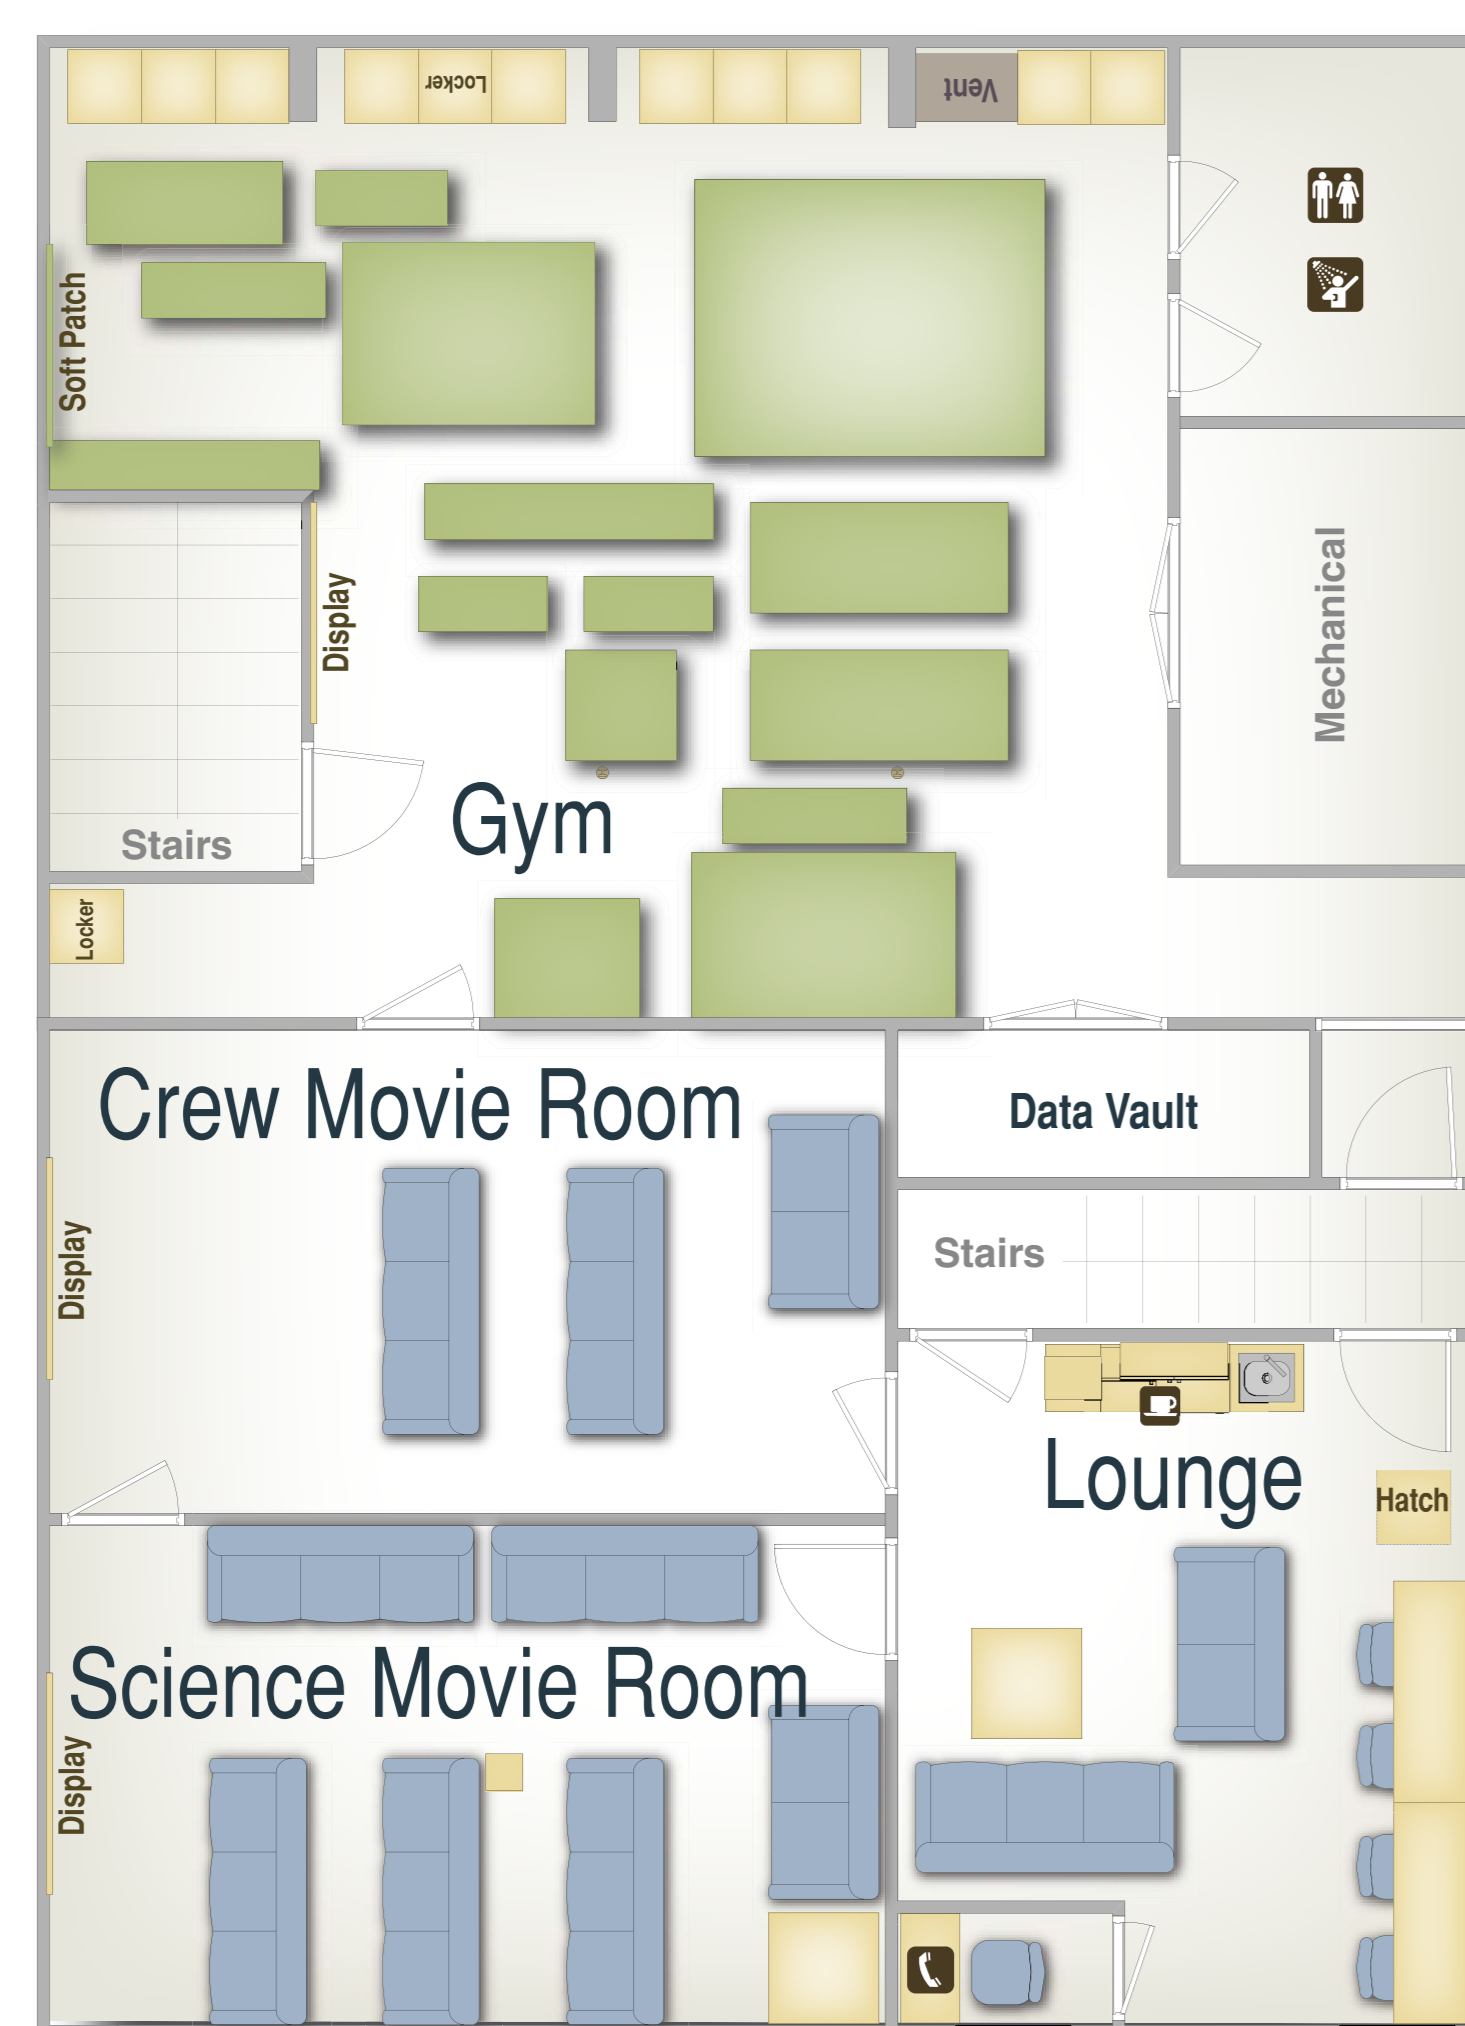 Locker
Vent
Soft Patch
Display
Mechanical
Gym
Stairs
Locker
Crew Movie Room
Data Vault
Display
Stairs
Lounge
Hatch
Science Movie Room
Display